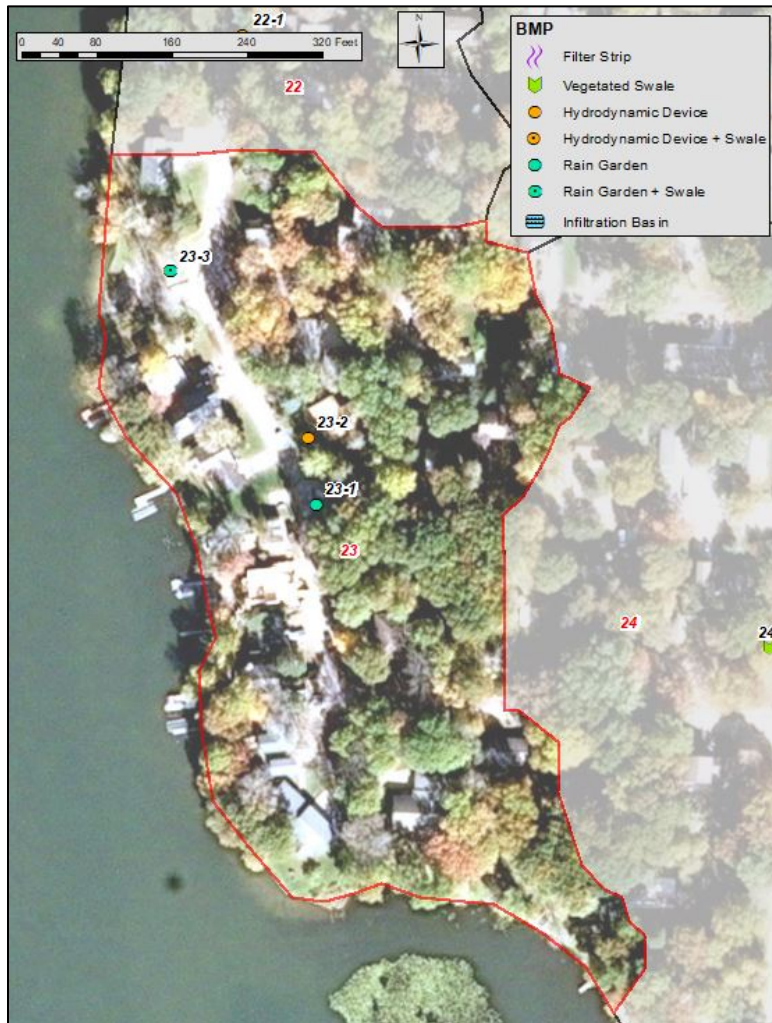 22-1
0 40 80 160 240 320 Feet
N
BMP
Filter Strip
Vegetated Swale
Hydrodynamic Device
Hydrodynamic Device + Swale
Rain Garden
Rain Garden + Swale
Infiltration Basin
22
23-3
23-2
23-1
23
24
24